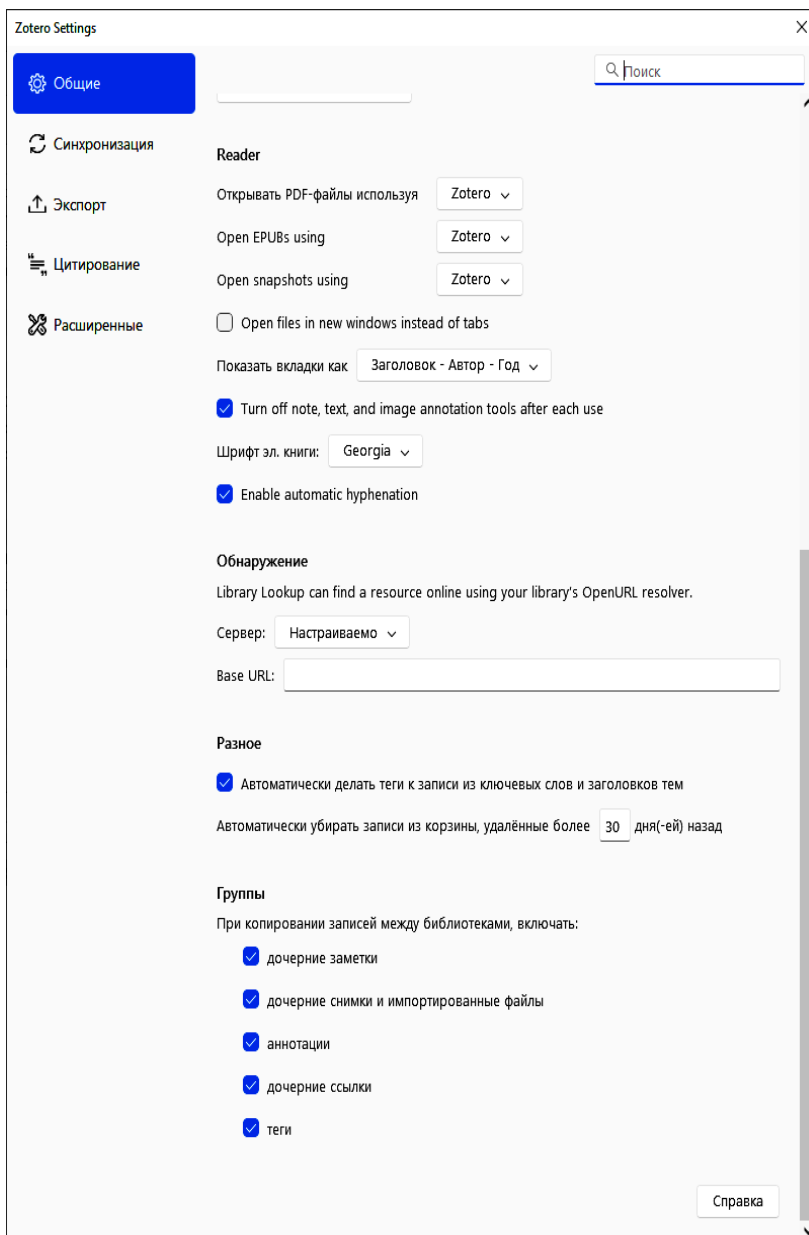 Zotero Settings
Общие
Поиск
Синхронизация
Экспорт
Цитирование
Расширенные
Reader
Открывать PDF-файлы используя Zotero
Open EPUBs using Zotero
Open snapshots using Zotero
Open files in new windows instead of tabs
Показать вкладки как Заголовок - Автор - Год
Turn off note, text, and image annotation tools after each use
Шрифт эл. книги: Georgia
Enable automatic hyphenation
Обнаружение
Library Lookup can find a resource online using your library's OpenURL resolver.
Сервер: Настраиваемо
Base URL:
Разное
Автоматически делать теги к записи из ключевых слов и заголовков тем
Автоматически убирать записи из корзины, удалённые более 30 дня(-ей) назад
Группы
При копировании записей между библиотеками, включать:
дочерние заметки
дочерние снимки и импортированные файлы
аннотации
дочерние ссылки
теги
Справка